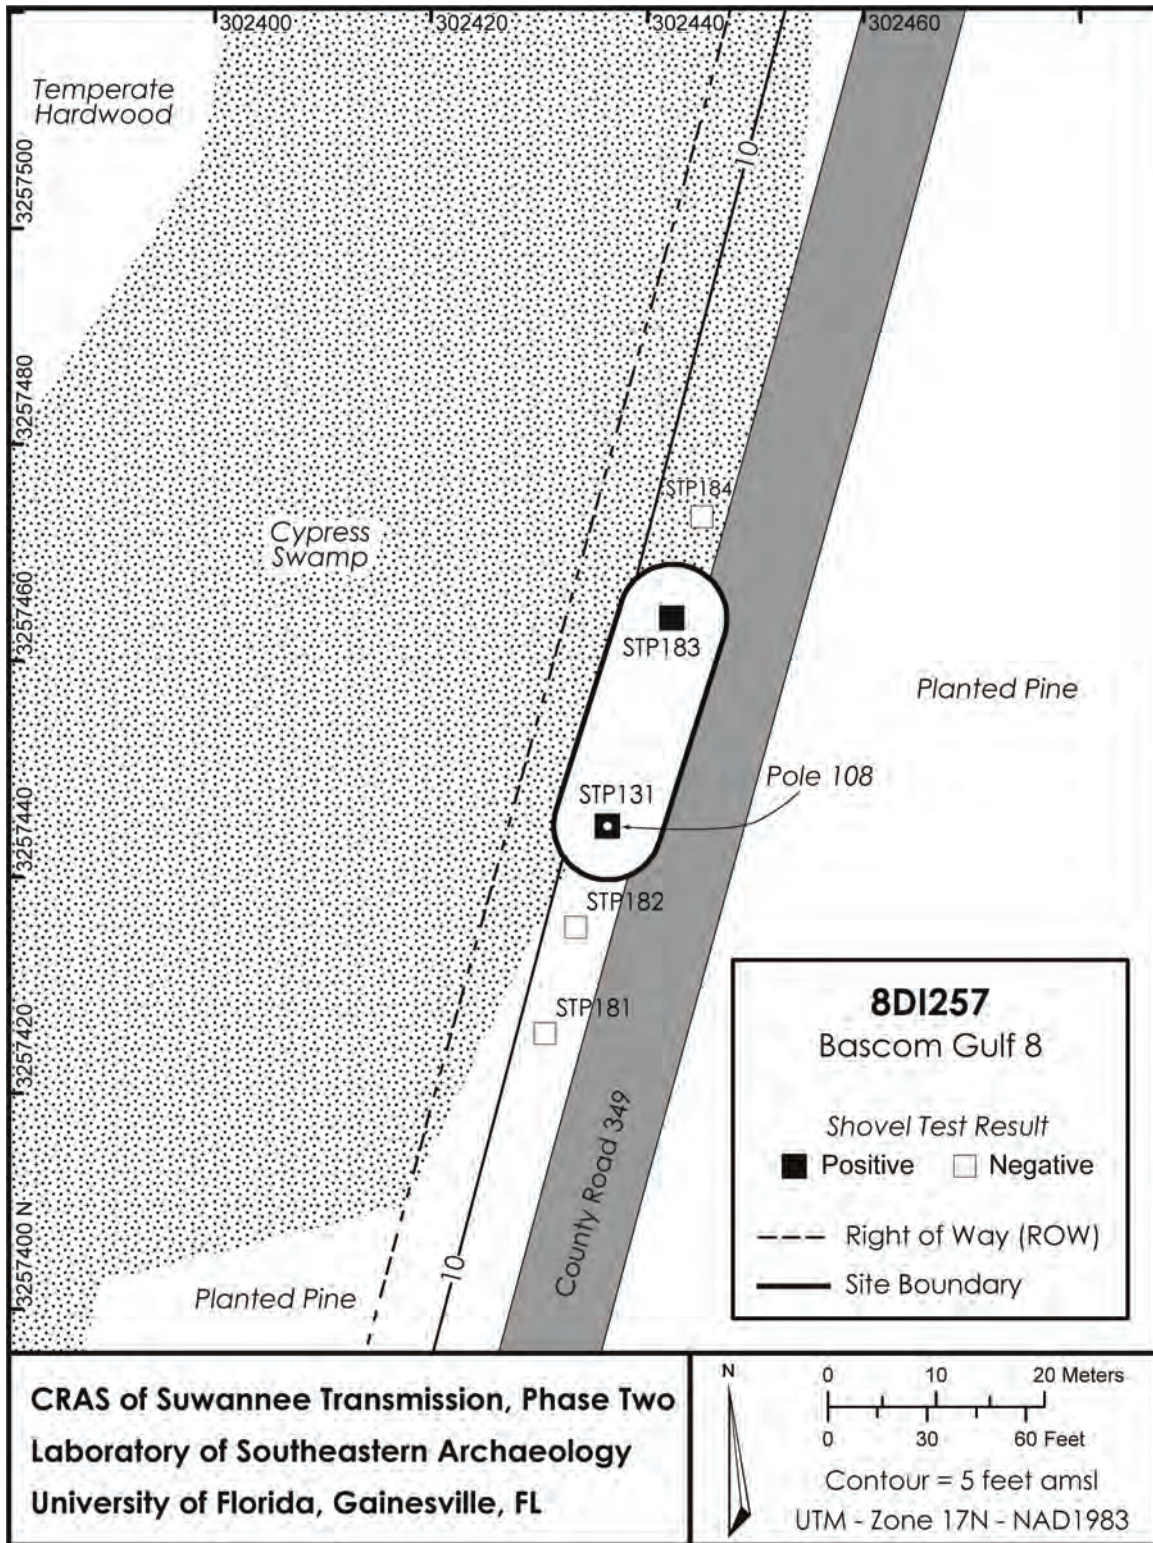 302400
302420
302440
302460
Temperate
Hardwood
3257500
10
3257480
STP184
Cypress
Swamp
3257460
STP183
Planted Pine
Pole 108
STP131
3257440
STP182
STP181
3257420
County Road 349
3257400 N
10
Planted Pine
8DI257
Bascom Gulf 8
Shovel Test Result
Positive
Negative
Right of Way (ROW)
Site Boundary
CRAS of Suwannee Transmission, Phase Two
Laboratory of Southeastern Archaeology
University of Florida, Gainesville, FL
N
0 10 20 Meters
0 30 60 Feet
Contour = 5 feet amsl
UTM - Zone 17N - NAD1983